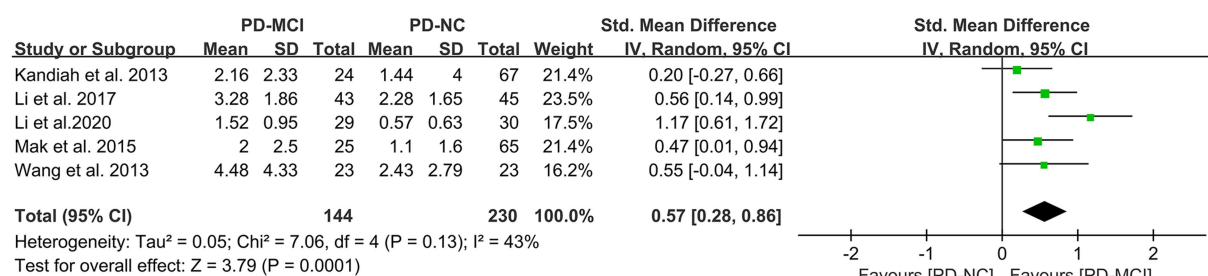 PD-MCI PD-NC Std. Mean Difference Std. Mean Difference
Study or Subgroup Mean SD Total Mean SD Total Weight IV, Random, 95% CI IV, Random, 95% CI
Kandiah et al. 2013 2.16 2.33 24 1.44 4 67 21.4% 0.20 [-0.27, 0.66]
Li et al. 2017 3.28 1.86 43 2.28 1.65 45 23.5% 0.56 [0.14, 0.99]
Li et al.2020 1.52 0.95 29 0.57 0.63 30 17.5% 1.17 [0.61, 1.72]
Mak et al. 2015 2 2.5 25 1.1 1.6 65 21.4% 0.47 [0.01, 0.94]
Wang et al. 2013 4.48 4.33 23 2.43 2.79 23 16.2% 0.55 [-0.04, 1.14]
Total (95% CI) 144 230 100.0% 0.57 [0.28, 0.86]
Heterogeneity: Tau² = 0.05; Chi² = 7.06, df = 4 (P = 0.13); I² = 43%
Test for overall effect: Z = 3.79 (P = 0.0001)
-2 -1 0 1 2
Favours [PD-NC] Favours [PD-MCI]